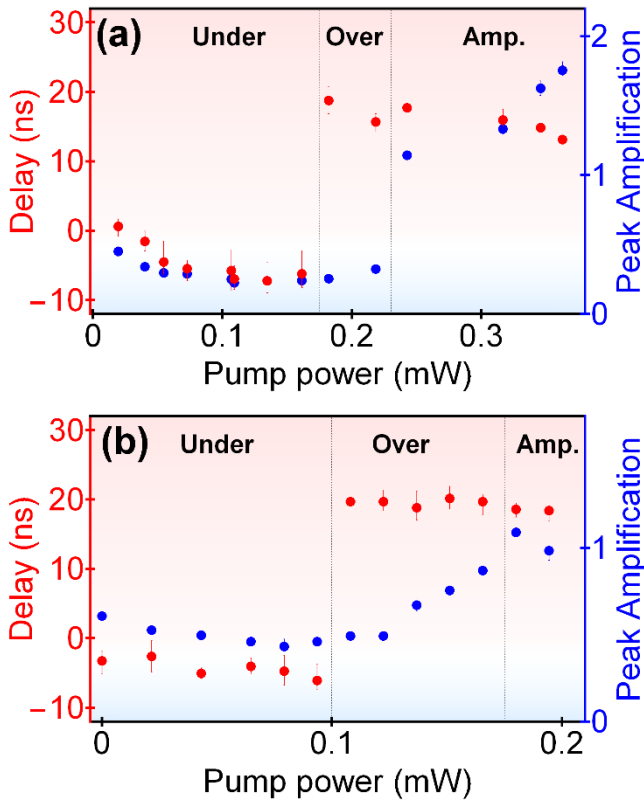 (a) Under Over Amp.
30
20
10
0
−10
Delay (ns)
2
1
0
Peak Amplification
0 0.1 0.2 0.3
Pump power (mW)
(b) Under Over Amp.
30
20
10
0
−10
Delay (ns)
1
0
Peak Amplification
0 0.1 0.2
Pump power (mW)